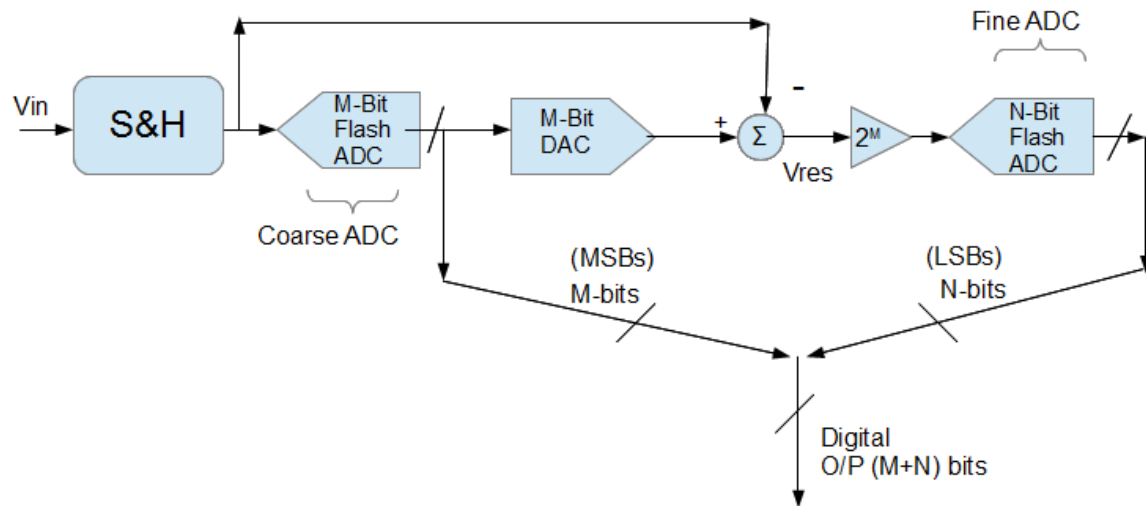 Fine ADC
Vin
S&H
M-Bit
Flash
ADC
M-Bit
DAC
+
-
Σ
Vres
2ᴹ
N-Bit
Flash
ADC
Coarse ADC
(MSBs)
M-bits
(LSBs)
N-bits
Digital
O/P (M+N) bits